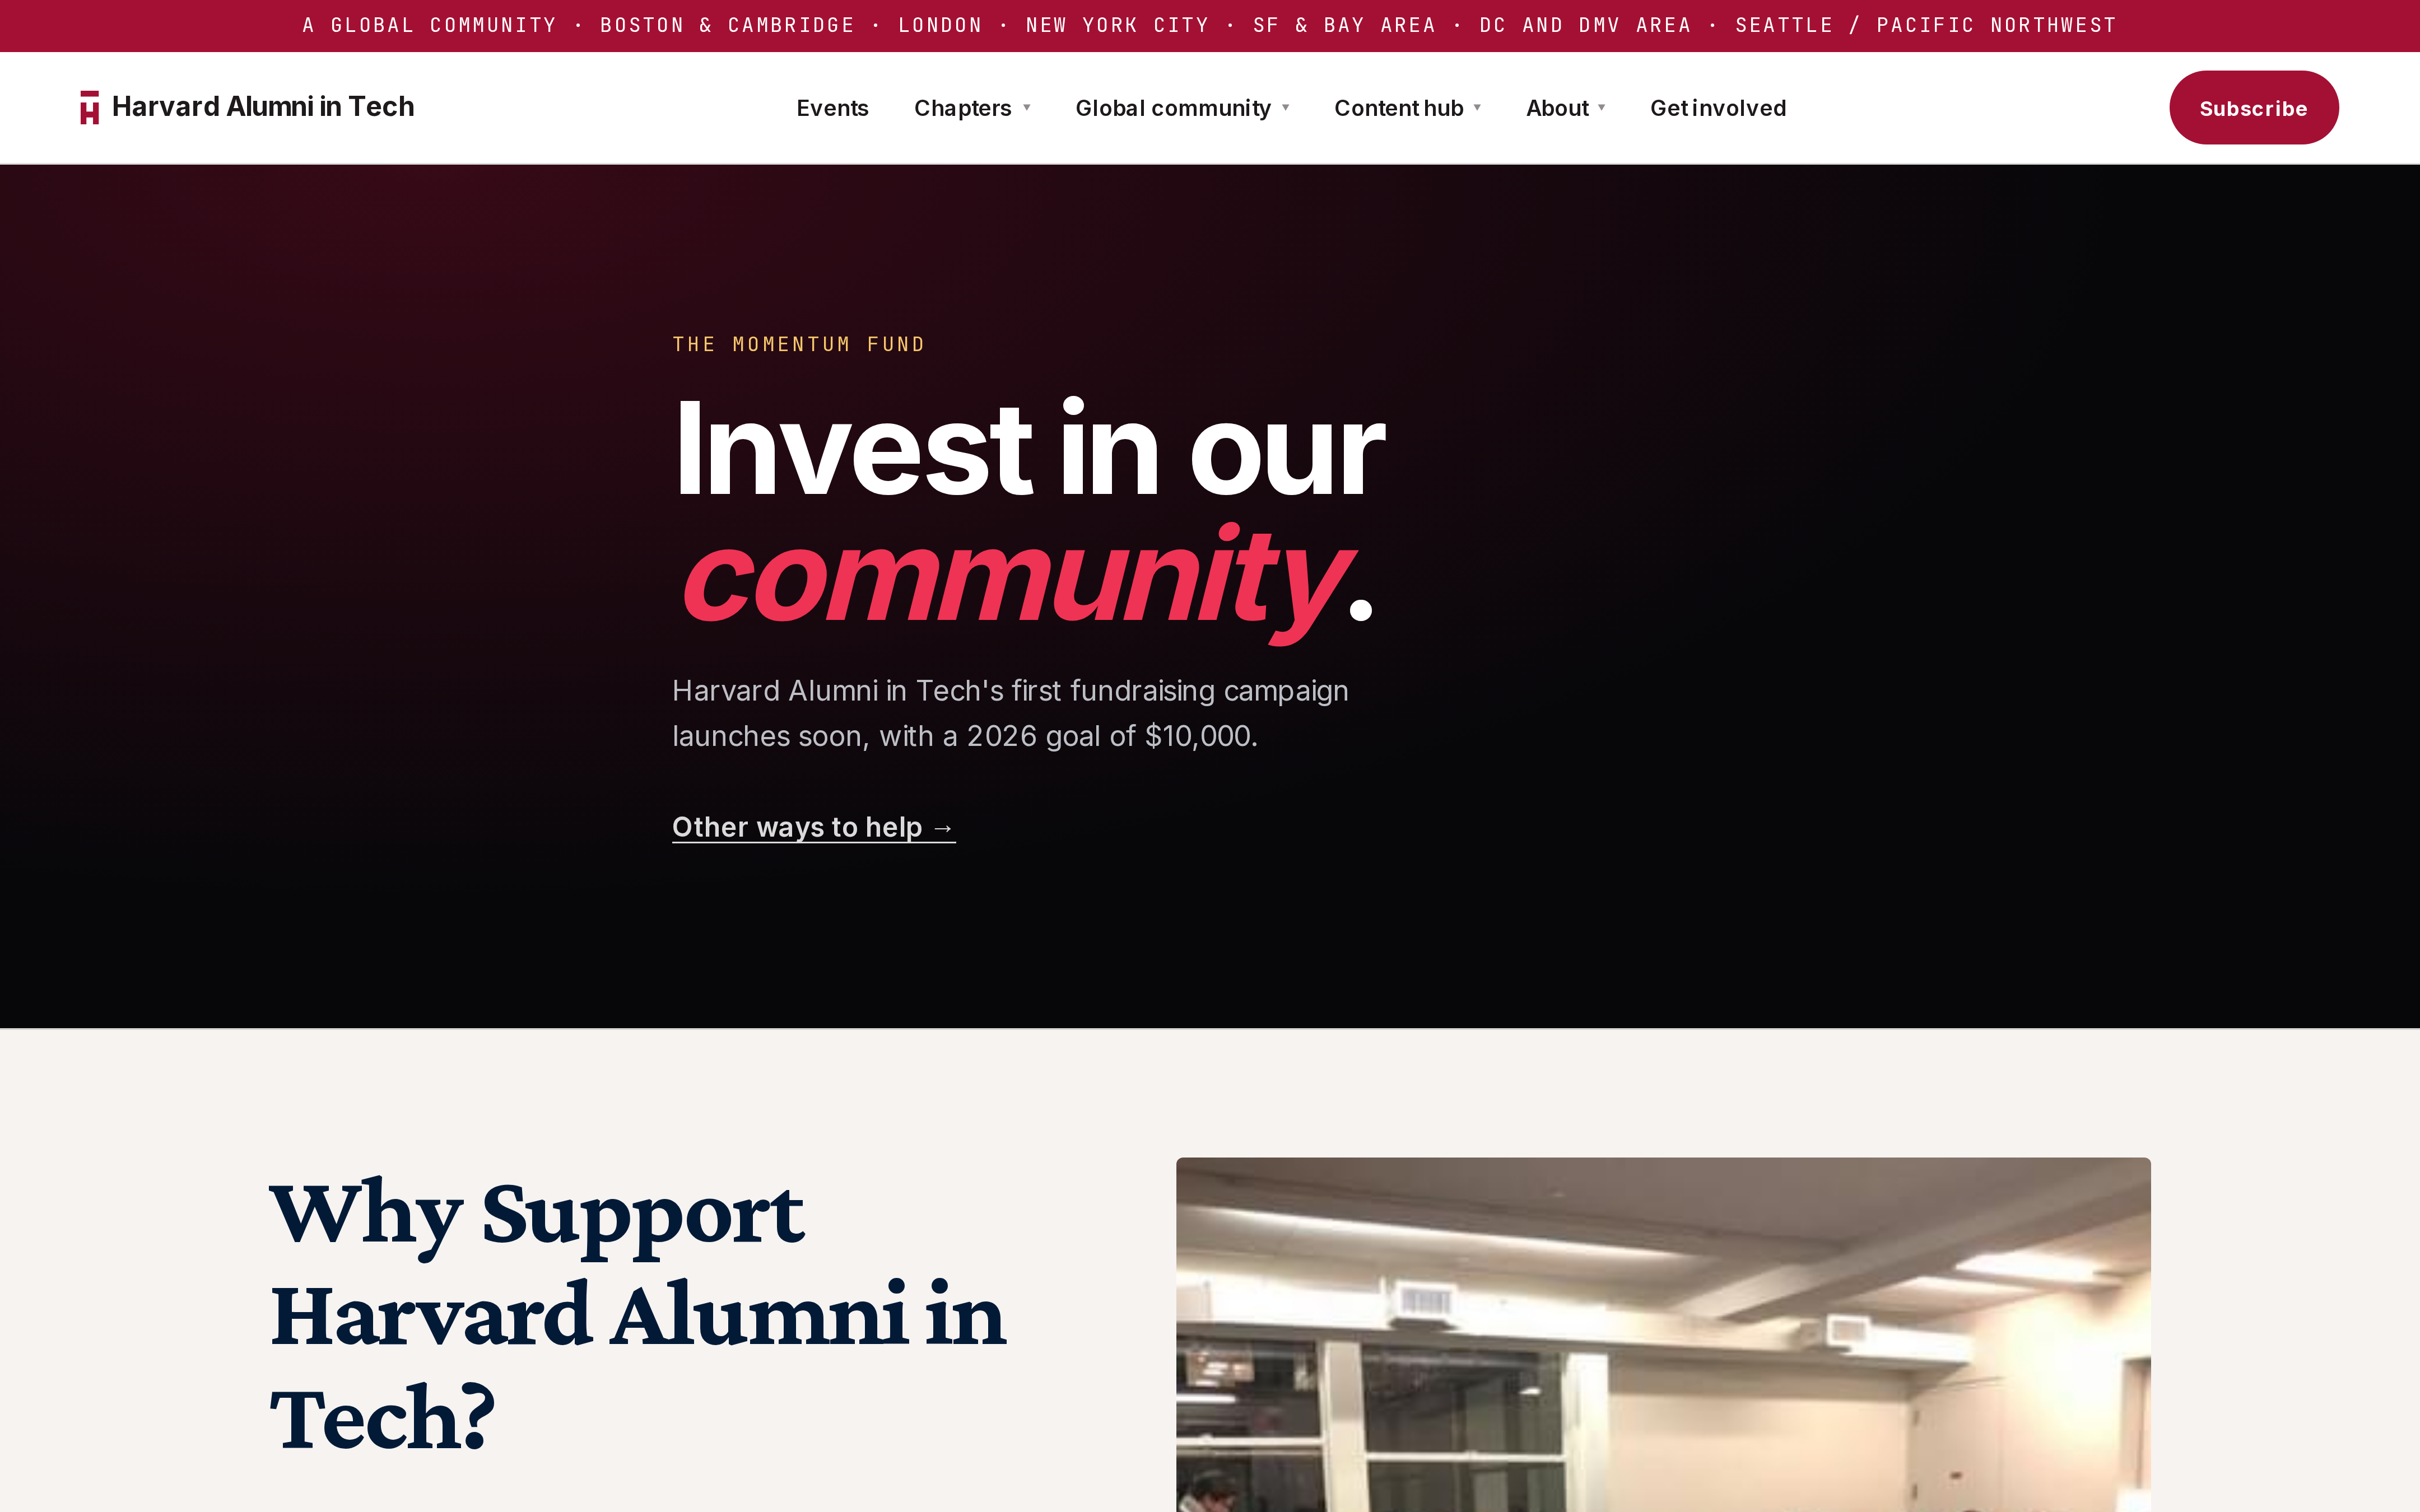 A GLOBAL COMMUNITY · BOSTON & CAMBRIDGE · LONDON · NEW YORK CITY · SF & BAY AREA · DC AND DMV AREA · SEATTLE / PACIFIC NORTHWEST
Harvard Alumni in Tech
Events Chapters ▾ Global community ▾ Content hub ▾ About ▾ Get involved
Subscribe
THE MOMENTUM FUND
Invest in our
community.
Harvard Alumni in Tech's first fundraising campaign
launches soon, with a 2026 goal of $10,000.
Other ways to help →
Why Support
Harvard Alumni in
Tech?